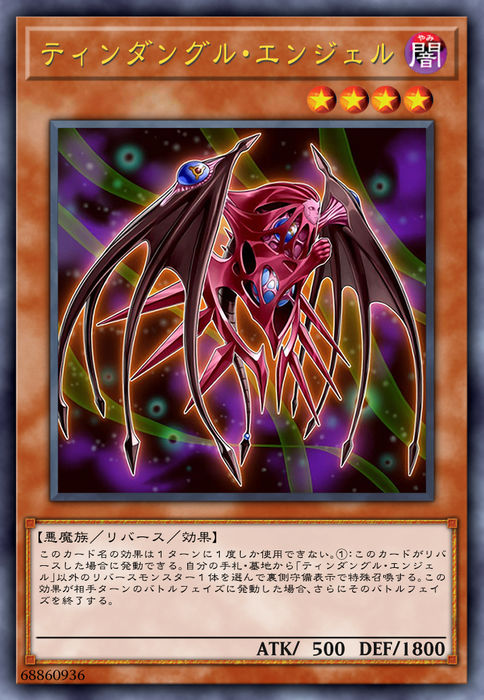 ティンダングル・エンジェル
やみ
闇
【悪魔族／リバース／効果】
このカード名の効果は１ターンに１度しか使用できない。①：このカードがリバ
ースした場合に発動できる。自分の手札・墓地から「ティンダングル・エンジェ
ル」以外のリバースモンスター１体を選んで裏側守備表示で特殊召喚する。この
効果が相手ターンのバトルフェイズに発動した場合、さらにそのバトルフェイ
ズを終了する。
ATK/ 500 DEF/1800
68860936